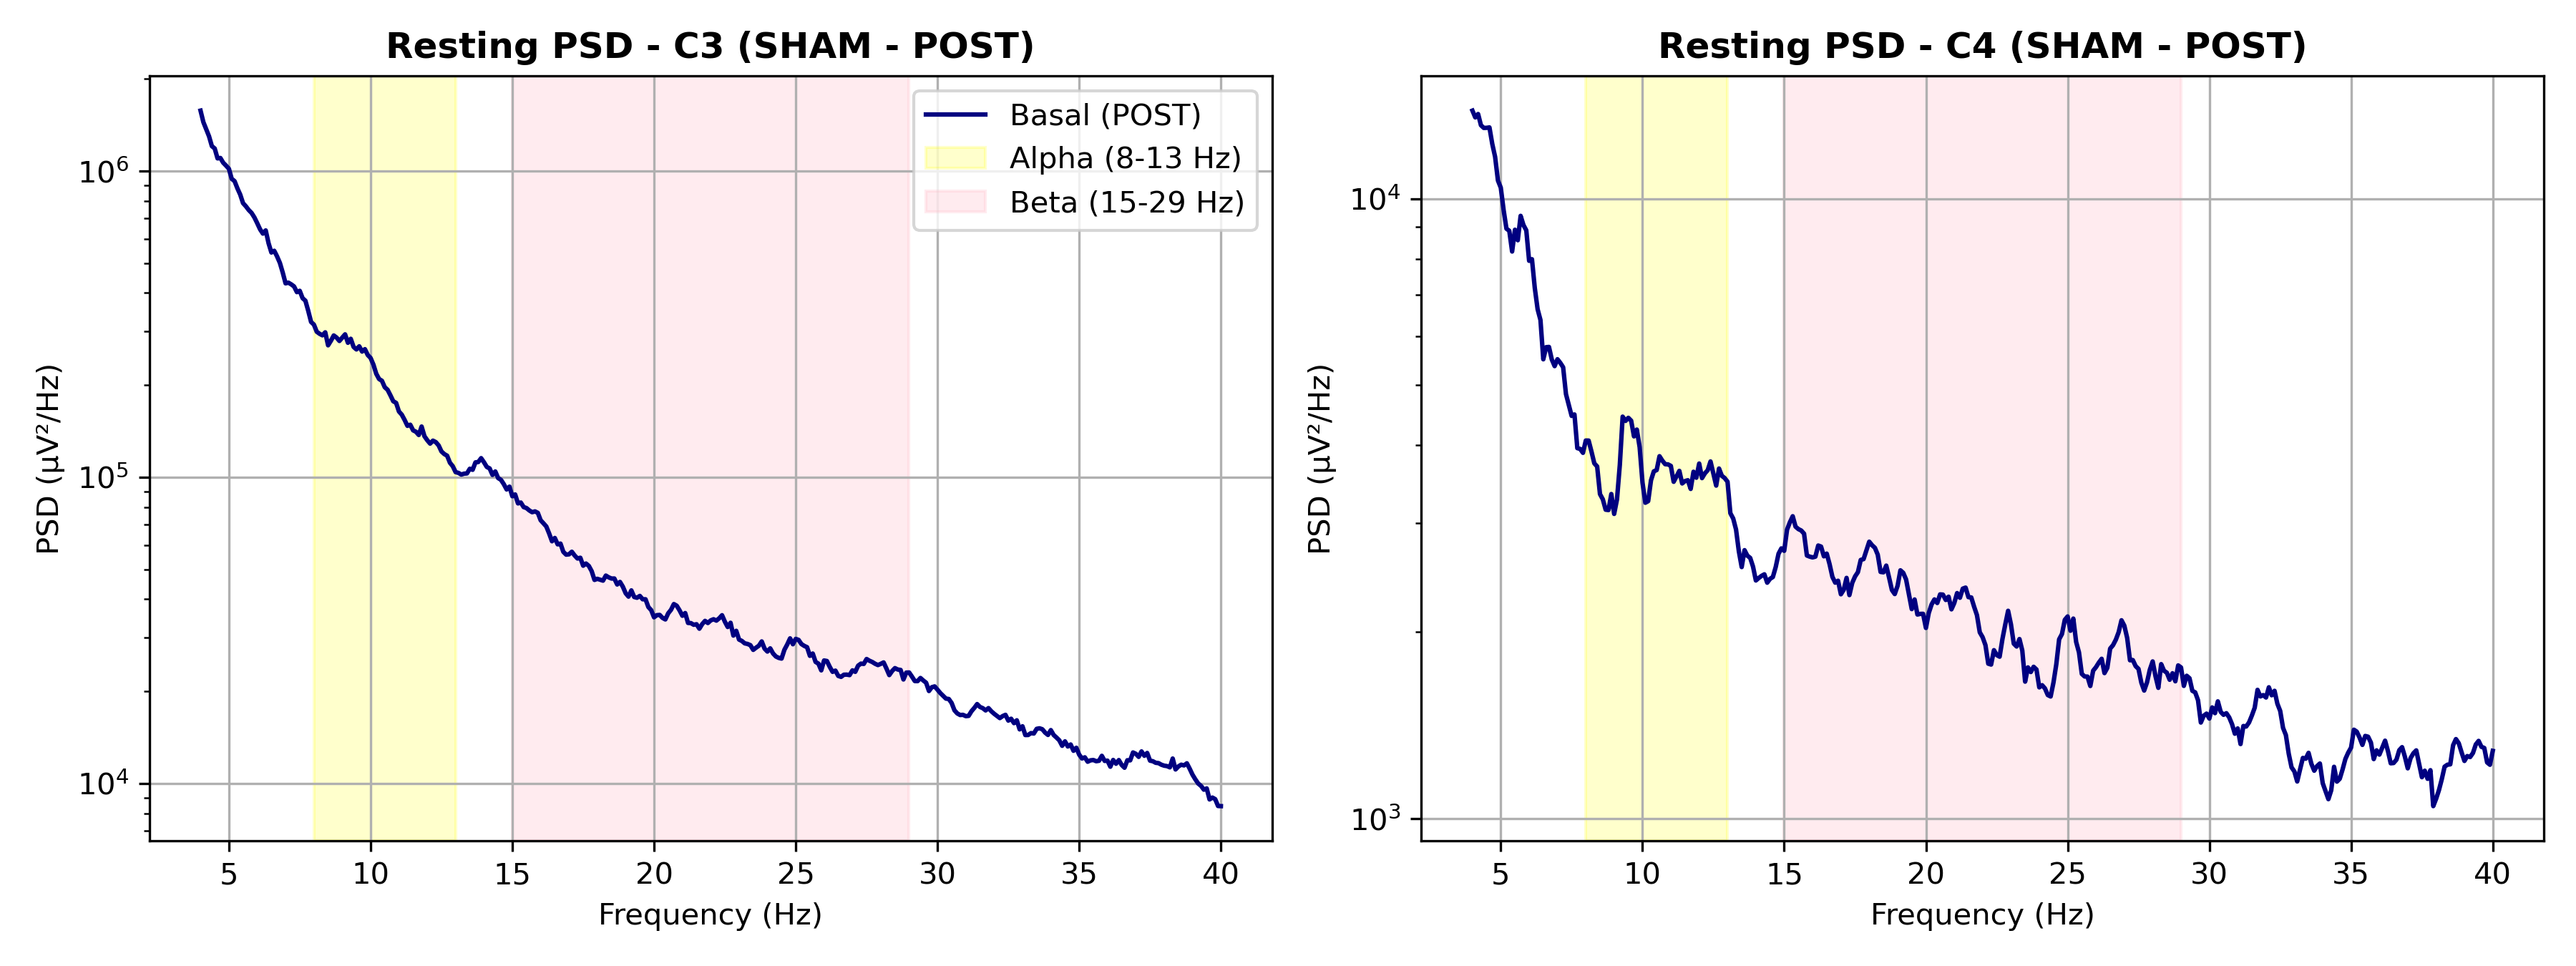 Resting PSD - C3 (SHAM - POST)
PSD (µV²/Hz)
10⁶
10⁵
10⁴
Basal (POST)
Alpha (8-13 Hz)
Beta (15-29 Hz)
5 10 15 20 25 30 35 40
Frequency (Hz)
Resting PSD - C4 (SHAM - POST)
PSD (µV²/Hz)
10⁴
10³
5 10 15 20 25 30 35 40
Frequency (Hz)